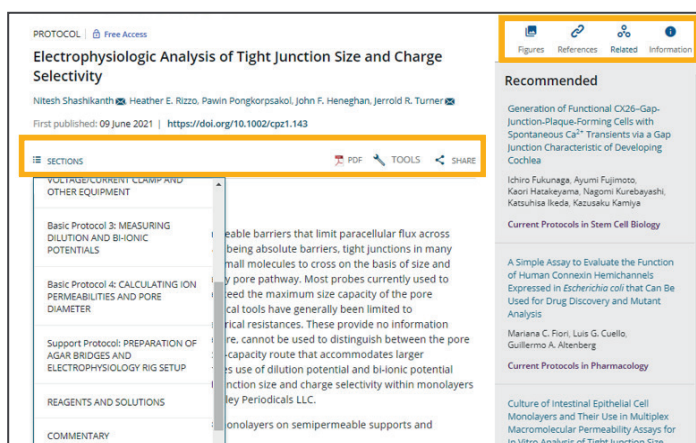 PROTOCOL | Free Access
Electrophysiologic Analysis of Tight Junction Size and Charge
Selectivity
Nitesh Shashikanth, Heather E. Rizzo, Pawin Pongkorpsakol, John F. Heneghan, Jerrold R. Turner
First published: 09 June 2021 | https://doi.org/10.1002/cpz1.143
SECTIONS
PDF TOOLS SHARE
VOLTAGE/CURRENT CLAMP AND
OTHER EQUIPMENT
Basic Protocol 3: MEASURING
DILUTION AND BI-IONIC
POTENTIALS
Basic Protocol 4: CALCULATING ION
PERMEABILITIES AND PORE
DIAMETER
Support Protocol: PREPARATION OF
AGAR BRIDGES AND
ELECTROPHYSIOLOGY RIG SETUP
REAGENTS AND SOLUTIONS
COMMENTARY
eable barriers that limit paracellular flux across
being absolute barriers, tight junctions in many
mall molecules to cross on the basis of size and
y pore pathway. Most probes currently used to
eed the maximum size capacity of the pore
ical tools have generally been limited to
rical resistances. These provide no information
re, cannot be used to distinguish between the pore
-capacity route that accommodates larger
es use of dilution potential and bi-ionic potential
nction size and charge selectivity within monolayers
ley Periodicals LLC.
onolayers on semipermeable supports and
Figures References Related Information
Recommended
Generation of Functional CX26–Gap-
Junction-Plaque-Forming Cells with
Spontaneous Ca2+ Transients via a Gap
Junction Characteristic of Developing
Cochlea
Ichiro Fukunaga, Ayumi Fujimoto,
Kaori Hatakeyama, Nagomi Kurebayashi,
Katsuhisa Ikeda, Kazusaku Kamiya
Current Protocols in Stem Cell Biology
A Simple Assay to Evaluate the Function
of Human Connexin Hemichannels
Expressed in Escherichia coli that Can Be
Used for Drug Discovery and Mutant
Analysis
Mariana C. Fiori, Luis G. Cuello,
Guillermo A. Altenberg
Current Protocols in Pharmacology
Culture of Intestinal Epithelial Cell
Monolayers and Their Use in Multiplex
Macromolecular Permeability Assays for
In Vitro Analysis of Tight Junction Size